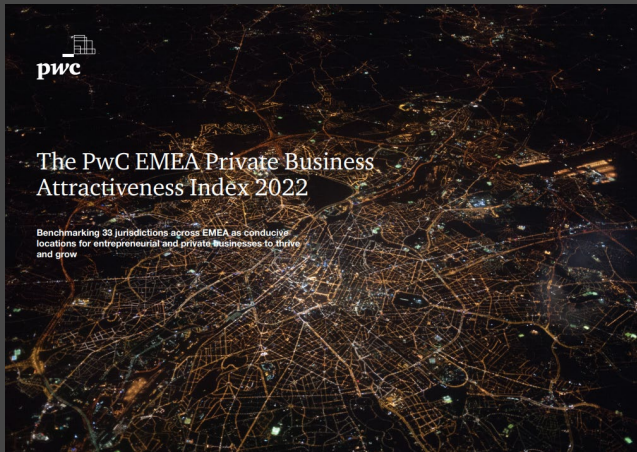 pwc
The PwC EMEA Private Business
Attractiveness Index 2022
Benchmarking 33 jurisdictions across EMEA as conducive
locations for entrepreneurial and private businesses to thrive
and grow